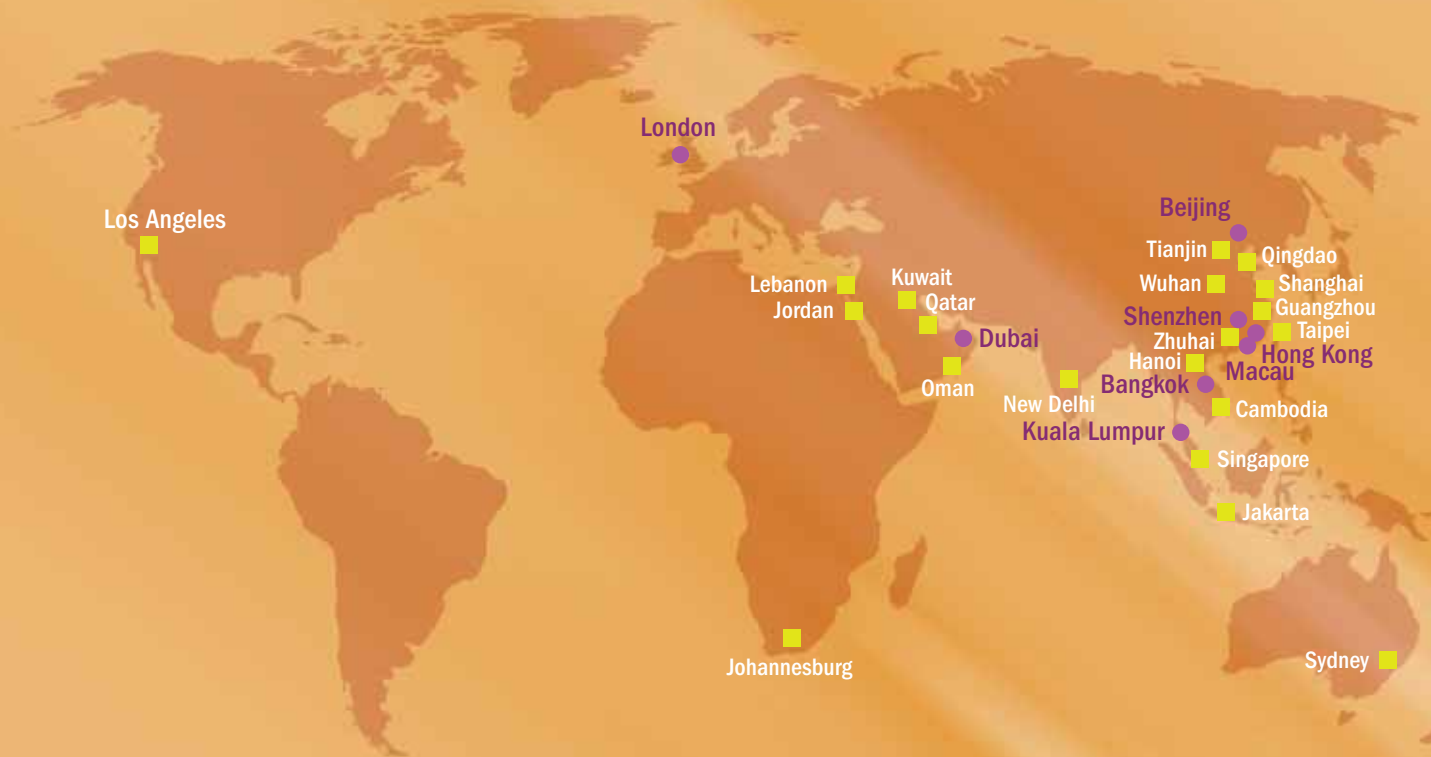 London
Beijing
Los Angeles
Tianjin
Qingdao
Lebanon
Kuwait
Wuhan
Shanghai
Jordan
Qatar
Shenzhen
Guangzhou
Dubai
Zhuhai
Taipei
Hanoi
Hong Kong
Macau
Oman
Bangkok
New Delhi
Cambodia
Kuala Lumpur
Singapore
Jakarta
Johannesburg
Sydney